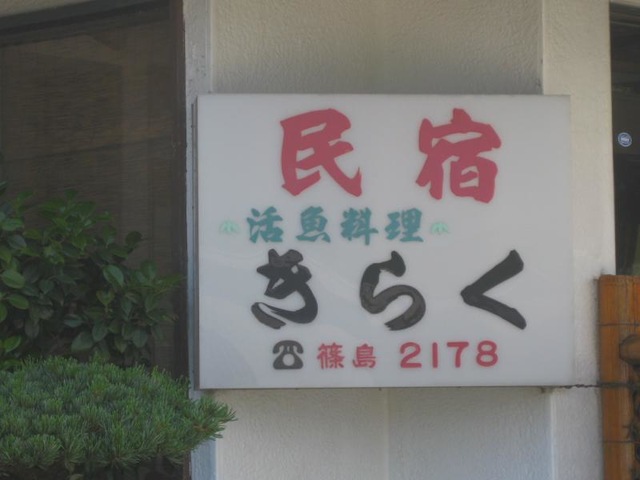 民宿
活魚料理
きらく
☎ 篠島 2178